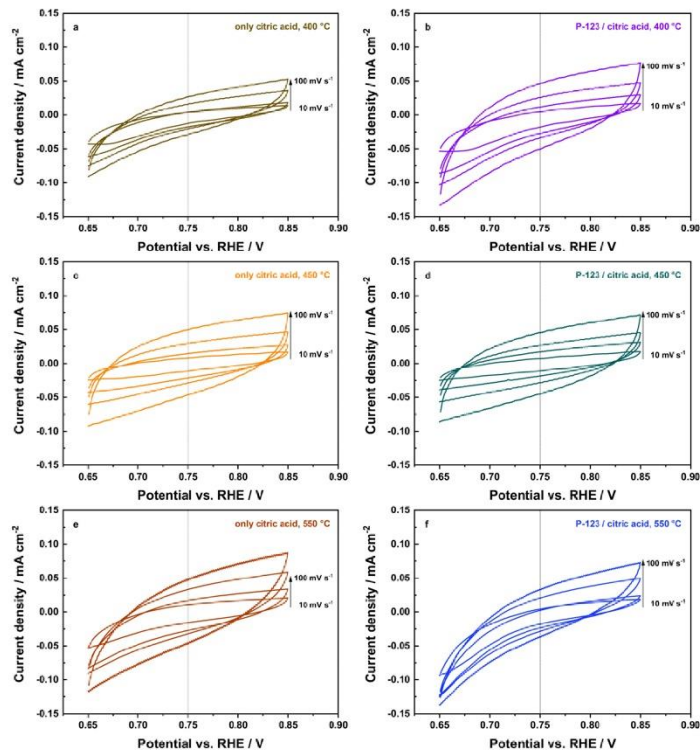 a
only citric acid, 400 °C
100 mV s⁻¹
10 mV s⁻¹
0.15
0.10
0.05
0.00
-0.05
-0.10
-0.15
Current density / mA cm⁻²
0.65 0.70 0.75 0.80 0.85 0.90
Potential vs. RHE / V
b
P-123 / citric acid, 400 °C
100 mV s⁻¹
10 mV s⁻¹
0.15
0.10
0.05
0.00
-0.05
-0.10
-0.15
Current density / mA cm⁻²
0.65 0.70 0.75 0.80 0.85 0.90
Potential vs. RHE / V
c
only citric acid, 450 °C
100 mV s⁻¹
10 mV s⁻¹
0.15
0.10
0.05
0.00
-0.05
-0.10
-0.15
Current density / mA cm⁻²
0.65 0.70 0.75 0.80 0.85 0.90
Potential vs. RHE / V
d
P-123 / citric acid, 450 °C
100 mV s⁻¹
10 mV s⁻¹
0.15
0.10
0.05
0.00
-0.05
-0.10
-0.15
Current density / mA cm⁻²
0.65 0.70 0.75 0.80 0.85 0.90
Potential vs. RHE / V
e
only citric acid, 550 °C
100 mV s⁻¹
10 mV s⁻¹
0.15
0.10
0.05
0.00
-0.05
-0.10
-0.15
Current density / mA cm⁻²
0.65 0.70 0.75 0.80 0.85 0.90
Potential vs. RHE / V
f
P-123 / citric acid, 550 °C
100 mV s⁻¹
10 mV s⁻¹
0.15
0.10
0.05
0.00
-0.05
-0.10
-0.15
Current density / mA cm⁻²
0.65 0.70 0.75 0.80 0.85 0.90
Potential vs. RHE / V